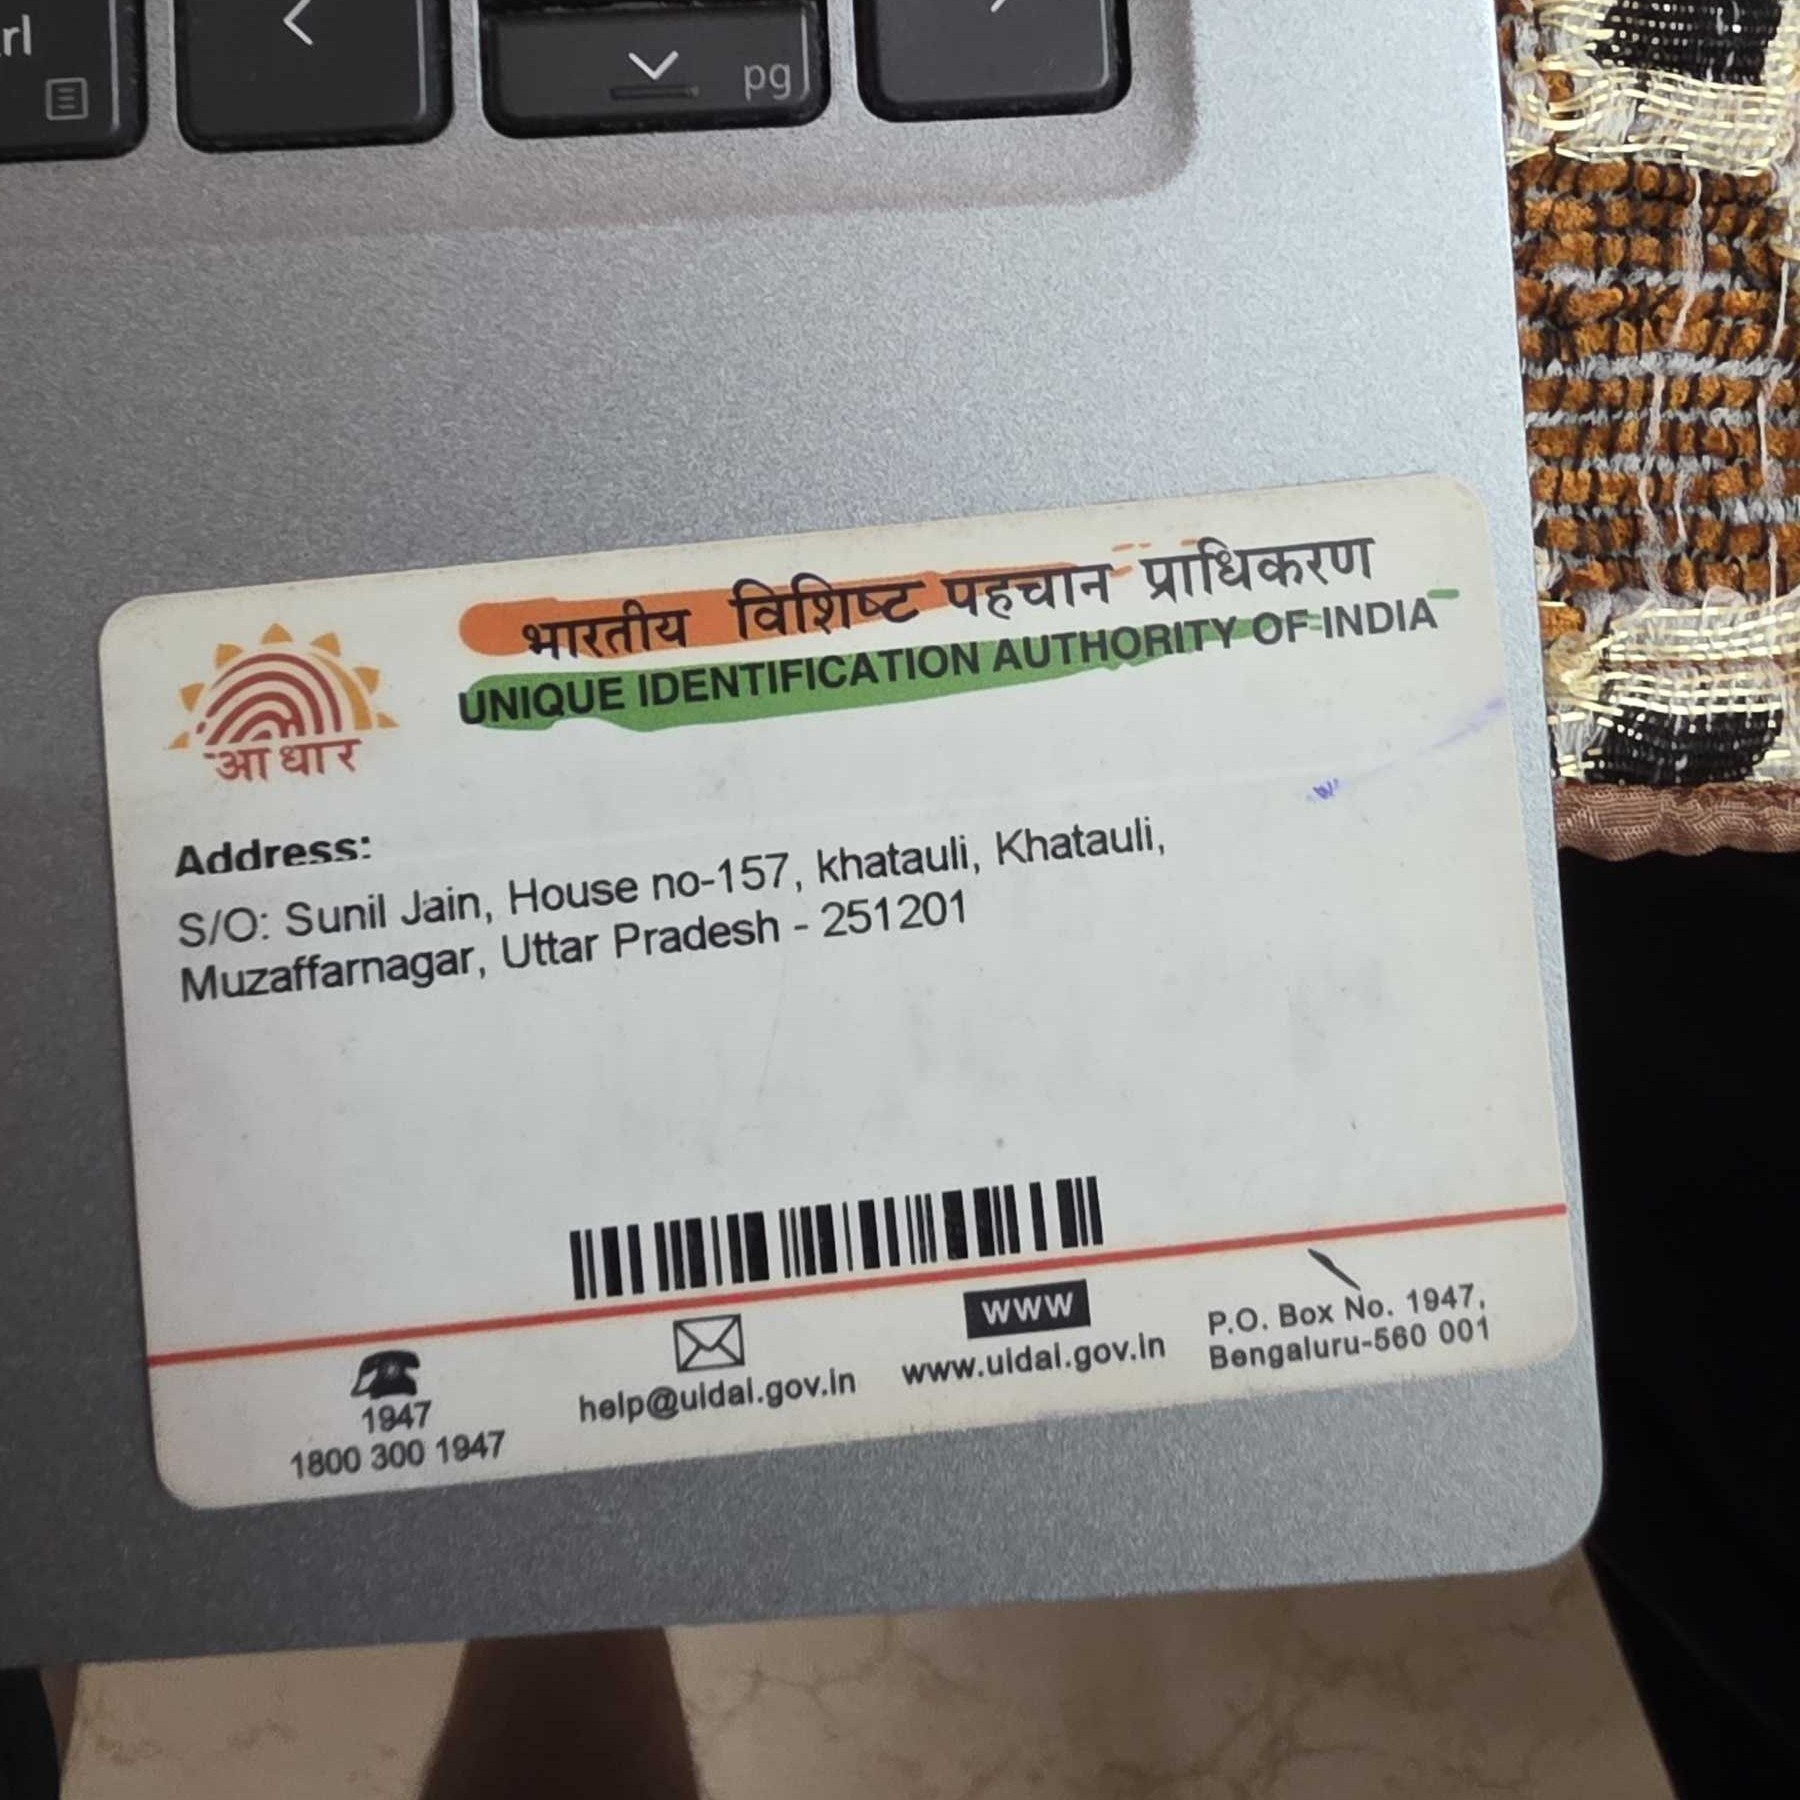 rl
pg
भारतीय विशिष्ट पहचान प्राधिकरण
UNIQUE IDENTIFICATION AUTHORITY OF INDIA
आधार
Address:
S/O: Sunil Jain, House no-157, khatauli, Khatauli,
Muzaffarnagar, Uttar Pradesh - 251201
1947
1800 300 1947
help@uidai.gov.in
WWW
www.uidai.gov.in
P.O. Box No. 1947,
Bengaluru-560 001